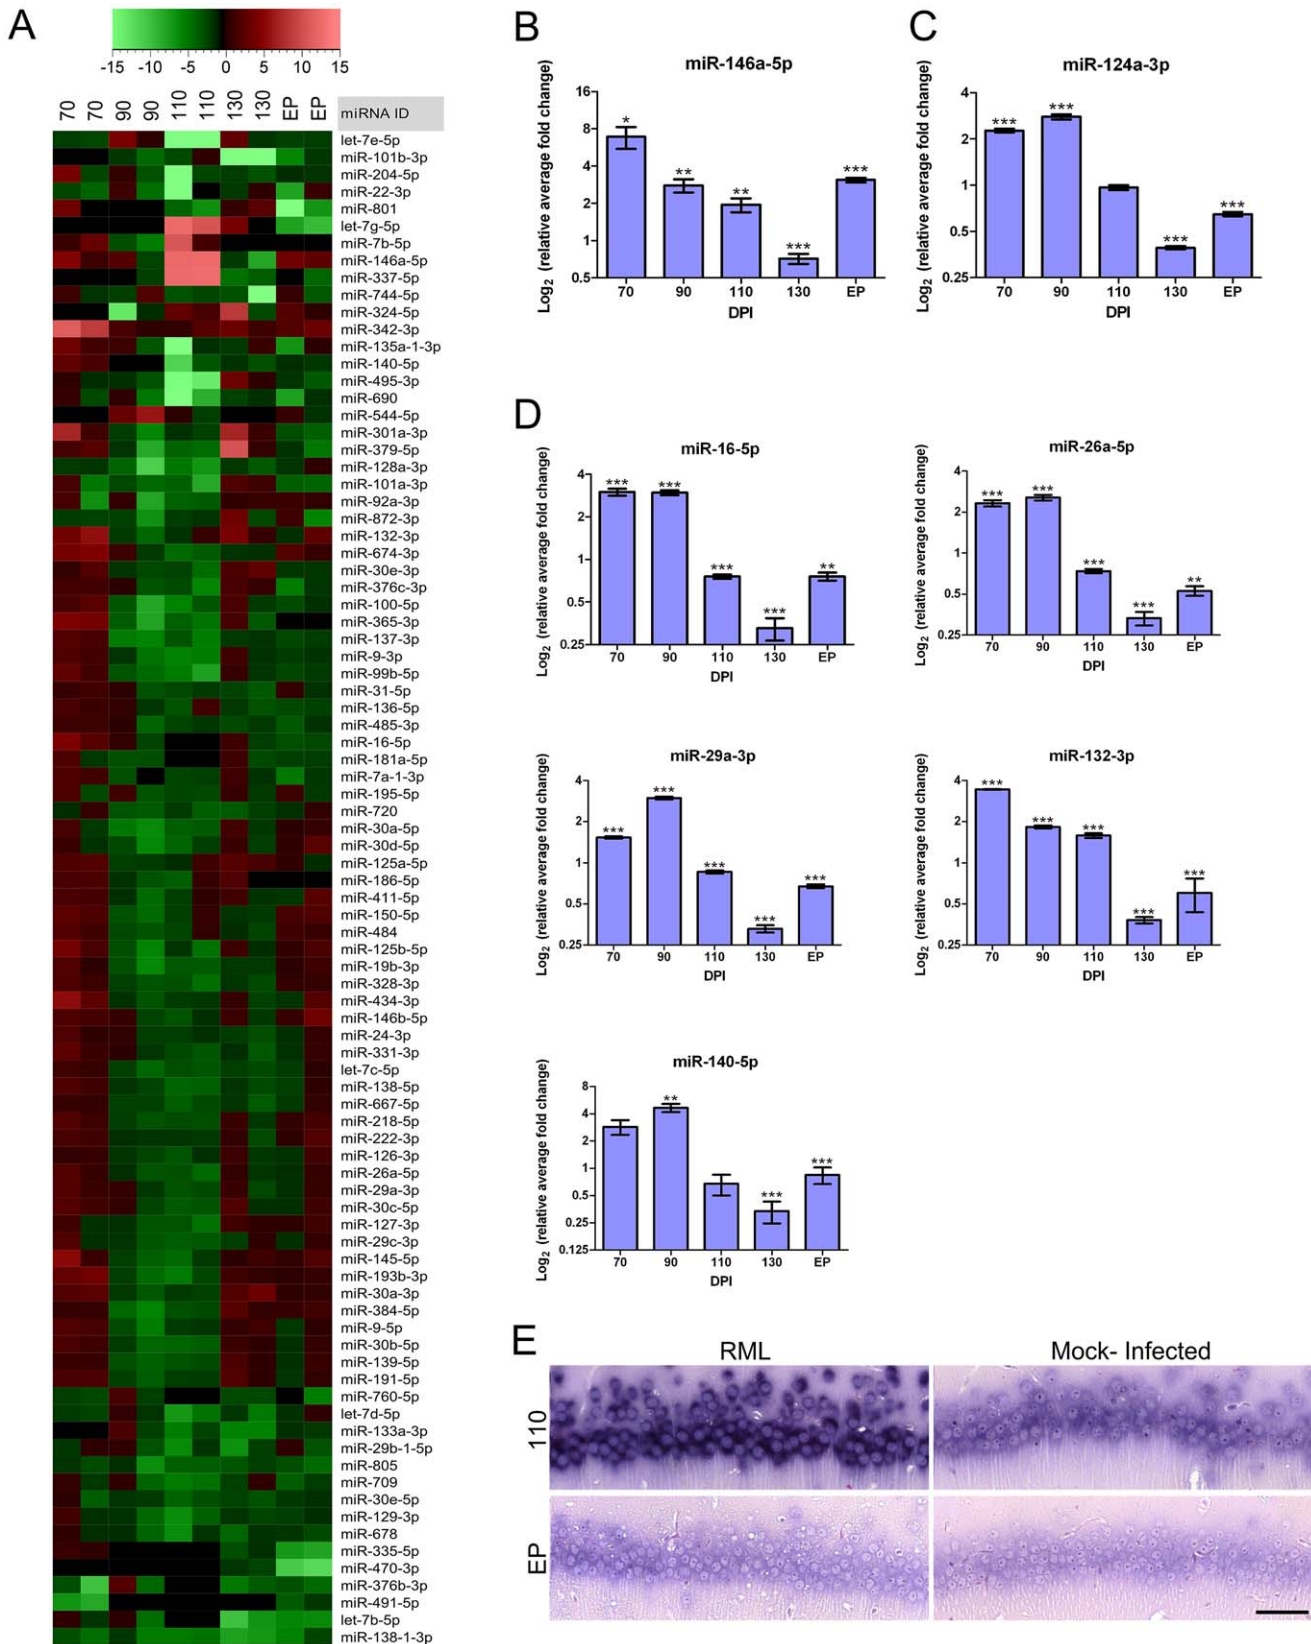 A
-15 -10 -5 0 5 10 15
70 70 90 90 110 110 130 130 EP EP miRNA ID
let-7e-5p
miR-101b-3p
miR-204-5p
miR-22-3p
miR-801
let-7g-5p
miR-7b-5p
miR-146a-5p
miR-337-5p
miR-744-5p
miR-324-5p
miR-342-3p
miR-135a-1-3p
miR-140-5p
miR-495-3p
miR-690
miR-544-5p
miR-301a-3p
miR-379-5p
miR-128a-3p
miR-101a-3p
miR-92a-3p
miR-872-3p
miR-132-3p
miR-674-3p
miR-30e-3p
miR-376c-3p
miR-100-5p
miR-365-3p
miR-137-3p
miR-9-3p
miR-99b-5p
miR-31-5p
miR-136-5p
miR-485-3p
miR-16-5p
miR-181a-5p
miR-7a-1-3p
miR-195-5p
miR-720
miR-30a-5p
miR-30d-5p
miR-125a-5p
miR-186-5p
miR-411-5p
miR-150-5p
miR-484
miR-125b-5p
miR-19b-3p
miR-328-3p
miR-434-3p
miR-146b-5p
miR-24-3p
miR-331-3p
let-7c-5p
miR-138-5p
miR-667-5p
miR-218-5p
miR-222-3p
miR-126-3p
miR-26a-5p
miR-29a-3p
miR-30c-5p
miR-127-3p
miR-29c-3p
miR-145-5p
miR-193b-3p
miR-30a-3p
miR-384-5p
miR-9-5p
miR-30b-5p
miR-139-5p
miR-191-5p
miR-760-5p
let-7d-5p
miR-133a-3p
miR-29b-1-5p
miR-805
miR-709
miR-30e-5p
miR-129-3p
miR-678
miR-335-5p
miR-470-3p
miR-376b-3p
miR-491-5p
let-7b-5p
miR-138-1-3p
B
miR-146a-5p
Log2 (relative average fold change)
16
8
4
2
1
0.5
* ** ** *** ***
70 90 110 130 EP
DPI
C
miR-124a-3p
Log2 (relative average fold change)
4
2
1
0.5
0.25
*** *** *** ***
70 90 110 130 EP
DPI
D
miR-16-5p
Log2 (relative average fold change)
4
2
1
0.5
0.25
*** *** *** *** **
70 90 110 130 EP
DPI
miR-26a-5p
Log2 (relative average fold change)
4
2
1
0.5
0.25
*** *** *** *** **
70 90 110 130 EP
DPI
miR-29a-3p
Log2 (relative average fold change)
4
2
1
0.5
0.25
*** *** *** *** ***
70 90 110 130 EP
DPI
miR-132-3p
Log2 (relative average fold change)
4
2
1
0.5
0.25
*** *** *** *** ***
70 90 110 130 EP
DPI
miR-140-5p
Log2 (relative average fold change)
8
4
2
1
0.5
0.25
0.125
** *** ***
70 90 110 130 EP
DPI
E
RML Mock- Infected
110
EP